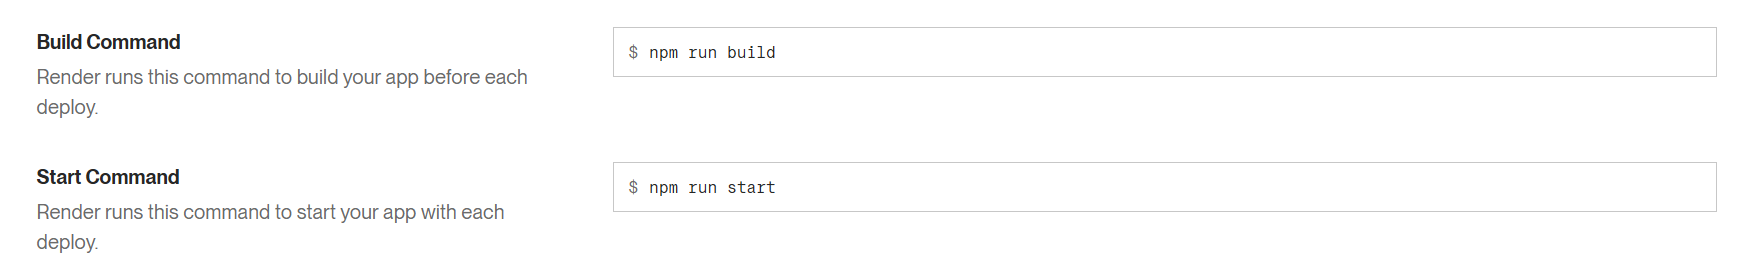 Build Command
$ npm run build
Render runs this command to build your app before each
deploy.
Start Command
$ npm run start
Render runs this command to start your app with each
deploy.